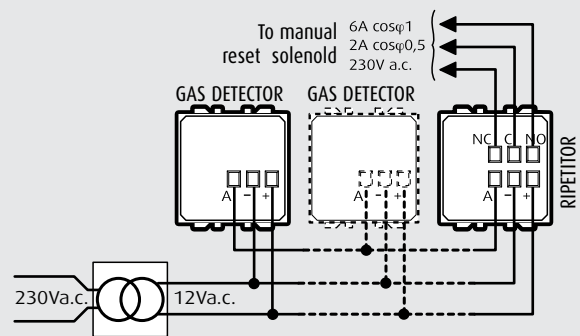 To manual
reset solenold
6A cosφ1
2A cosφ0,5
230V a.c.
GAS DETECTOR
GAS DETECTOR
NC C NO
A - +
A - +
A - +
RIPETITOR
230Va.c.
12Va.c.